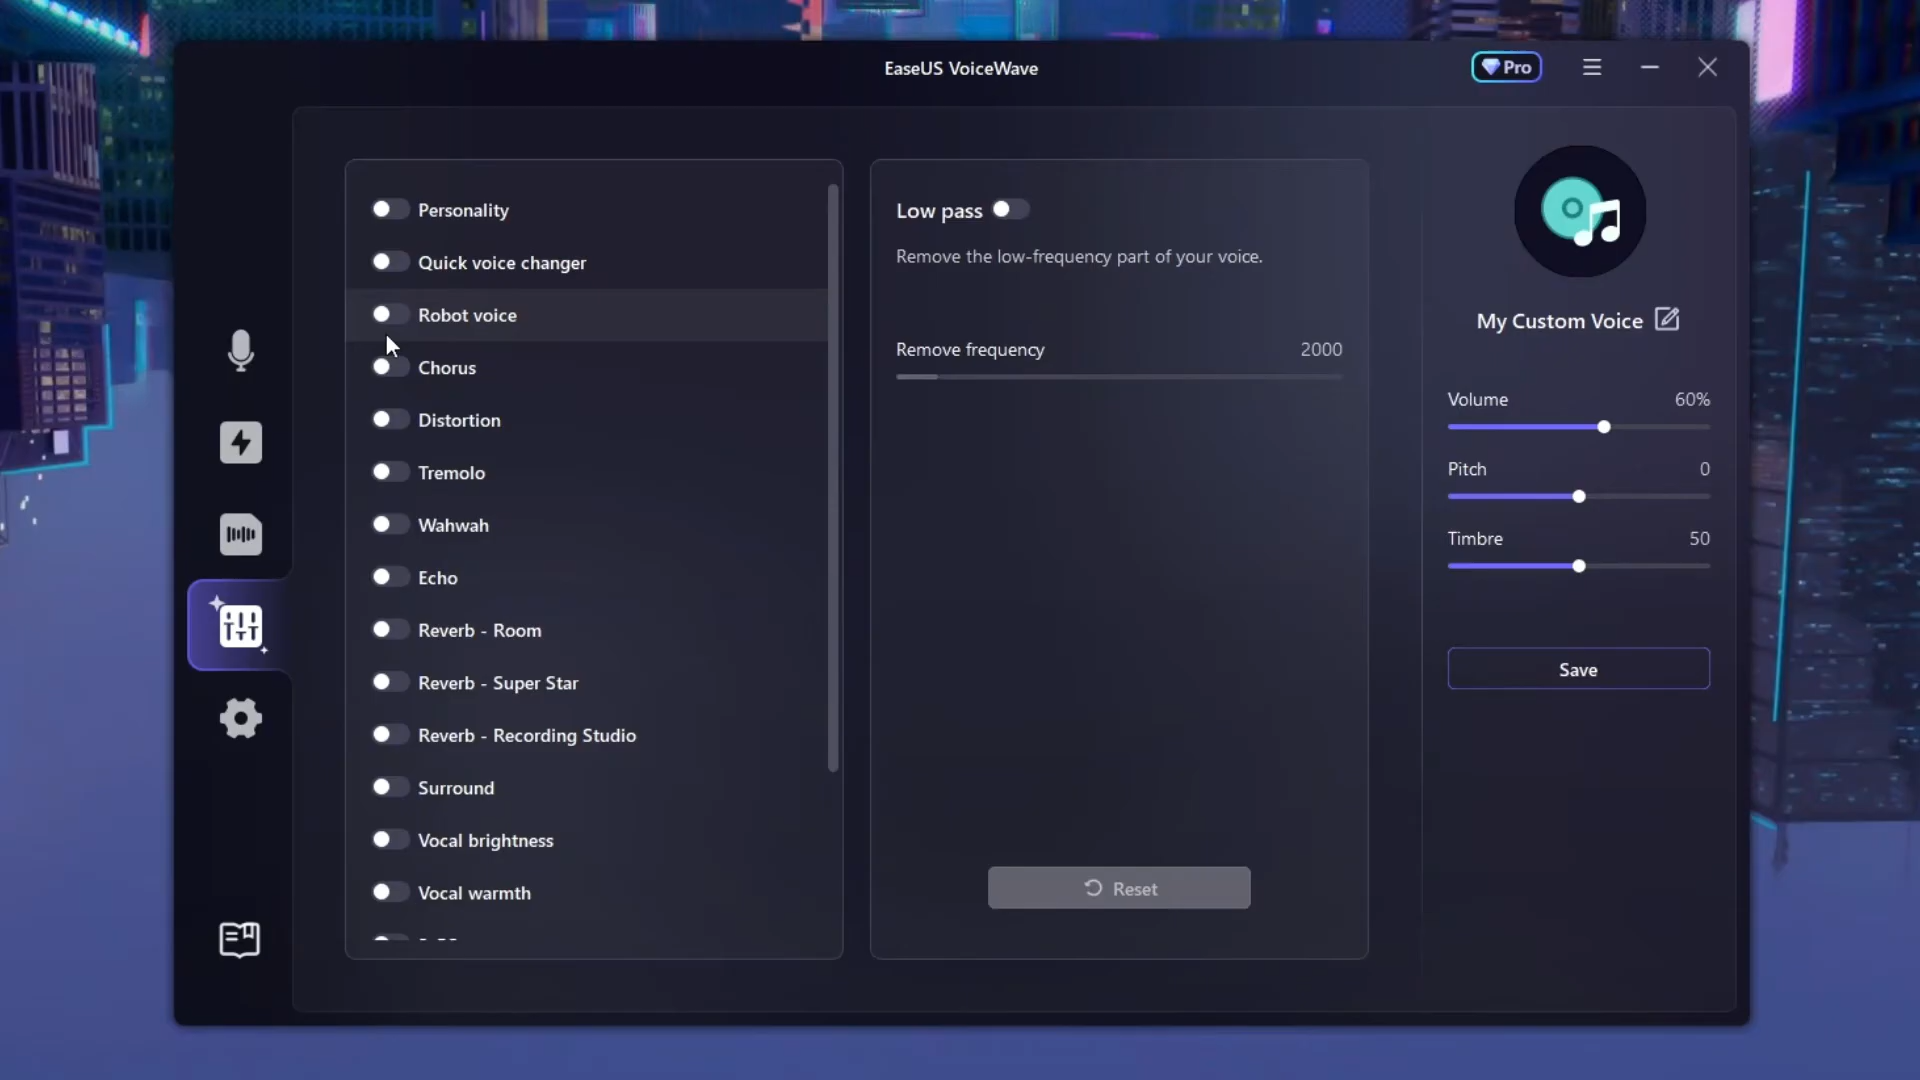 EaseUS VoiceWave
Pro
Personality
Quick voice changer
Robot voice
Chorus
Distortion
Tremolo
Wahwah
Echo
Reverb - Room
Reverb - Super Star
Reverb - Recording Studio
Surround
Vocal brightness
Vocal warmth
Low pass
Remove the low-frequency part of your voice.
Remove frequency 2000
Reset
My Custom Voice
Volume 60%
Pitch 0
Timbre 50
Save